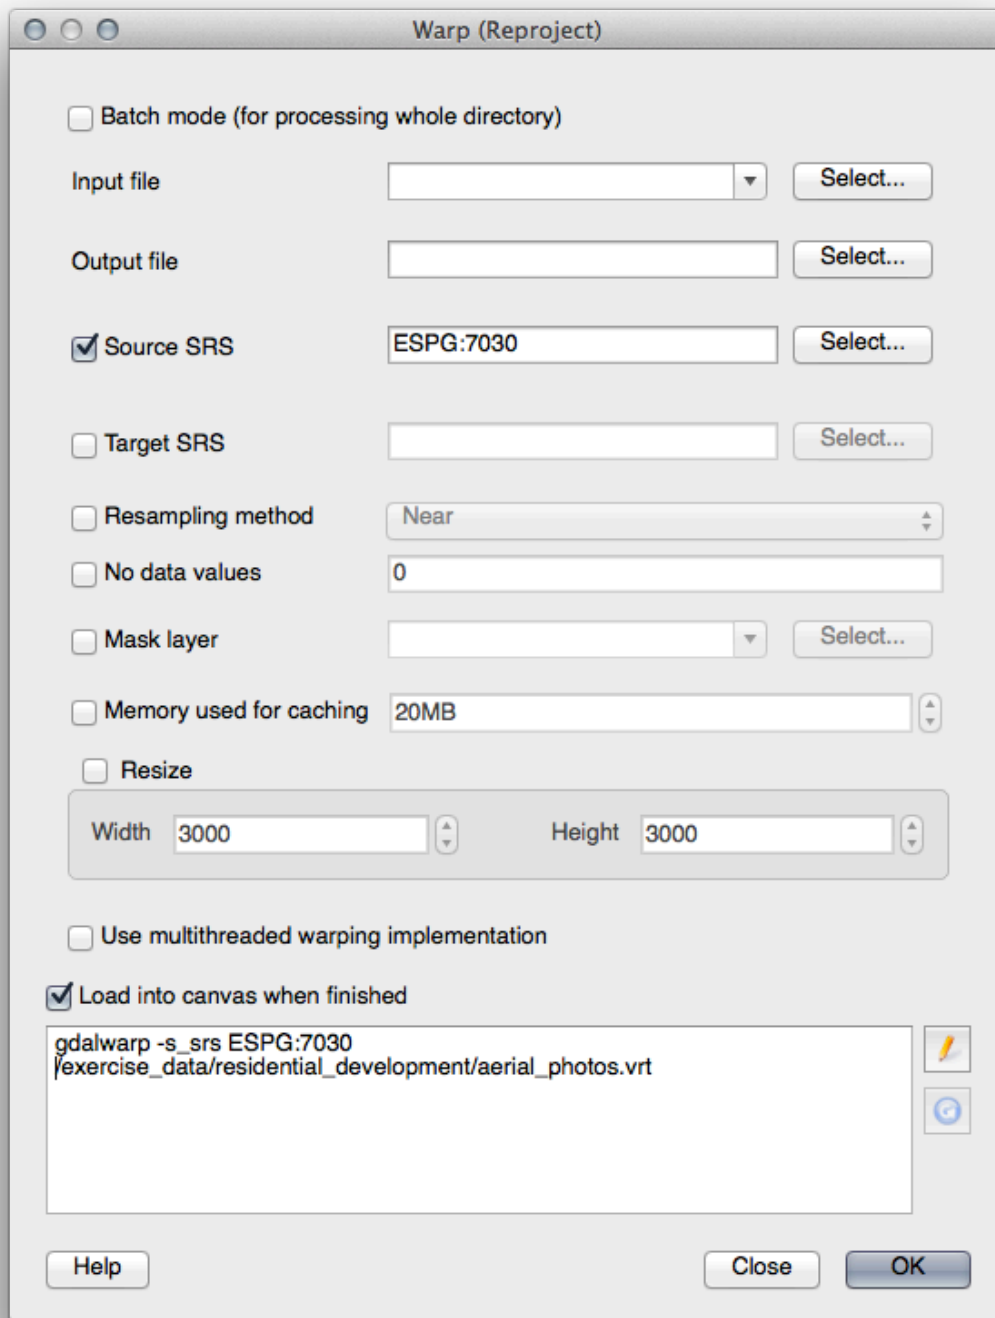 Warp (Reproject)
Batch mode (for processing whole directory)
Input file Select...
Output file Select...
Source SRS ESPG:7030 Select...
Target SRS Select...
Resampling method Near
No data values 0
Mask layer Select...
Memory used for caching 20MB
Resize
Width 3000 Height 3000
Use multithreaded warping implementation
Load into canvas when finished
gdalwarp -s_srs ESPG:7030
/exercise_data/residential_development/aerial_photos.vrt
Help Close OK